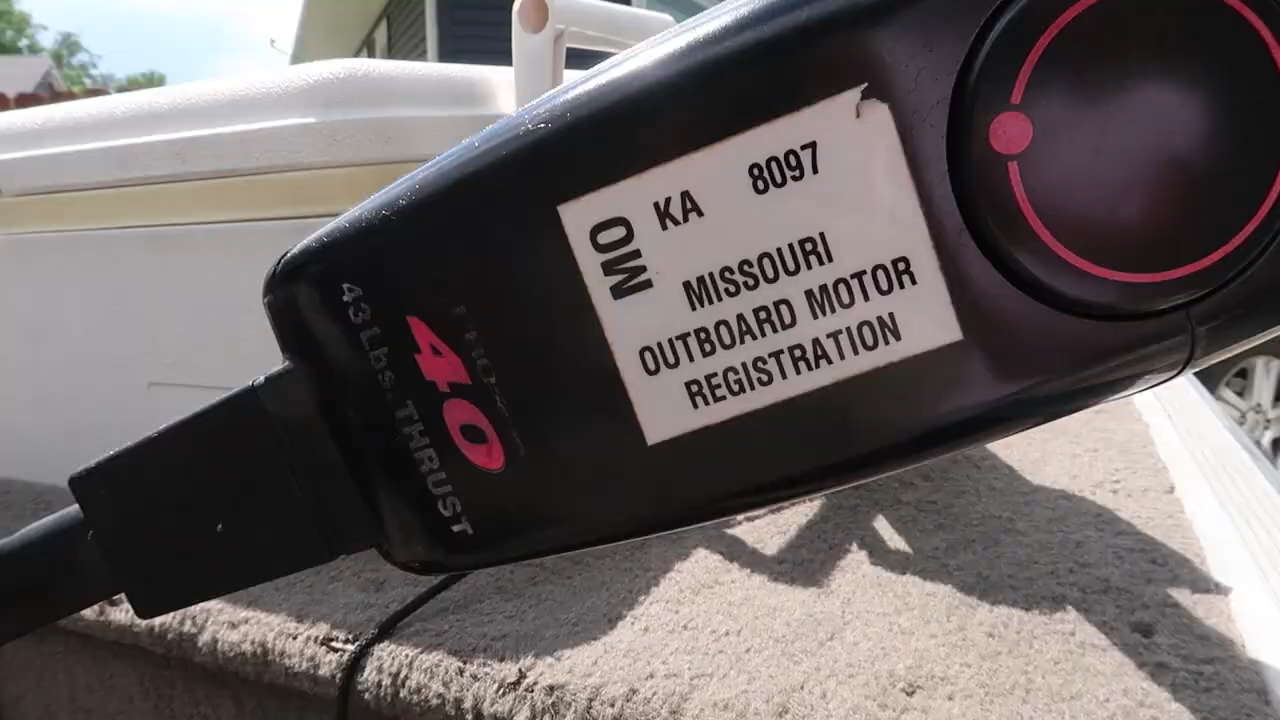 MO
KA 8097
MISSOURI
OUTBOARD MOTOR
REGISTRATION
40
43 Lbs. THRUST